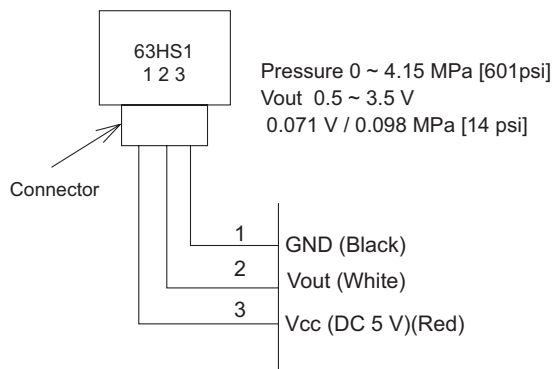 63HS1
1 2 3
Pressure 0 ~ 4.15 MPa [601psi]
Vout 0.5 ~ 3.5 V
0.071 V / 0.098 MPa [14 psi]
Connector
1 GND (Black)
2 Vout (White)
3 Vcc (DC 5 V)(Red)